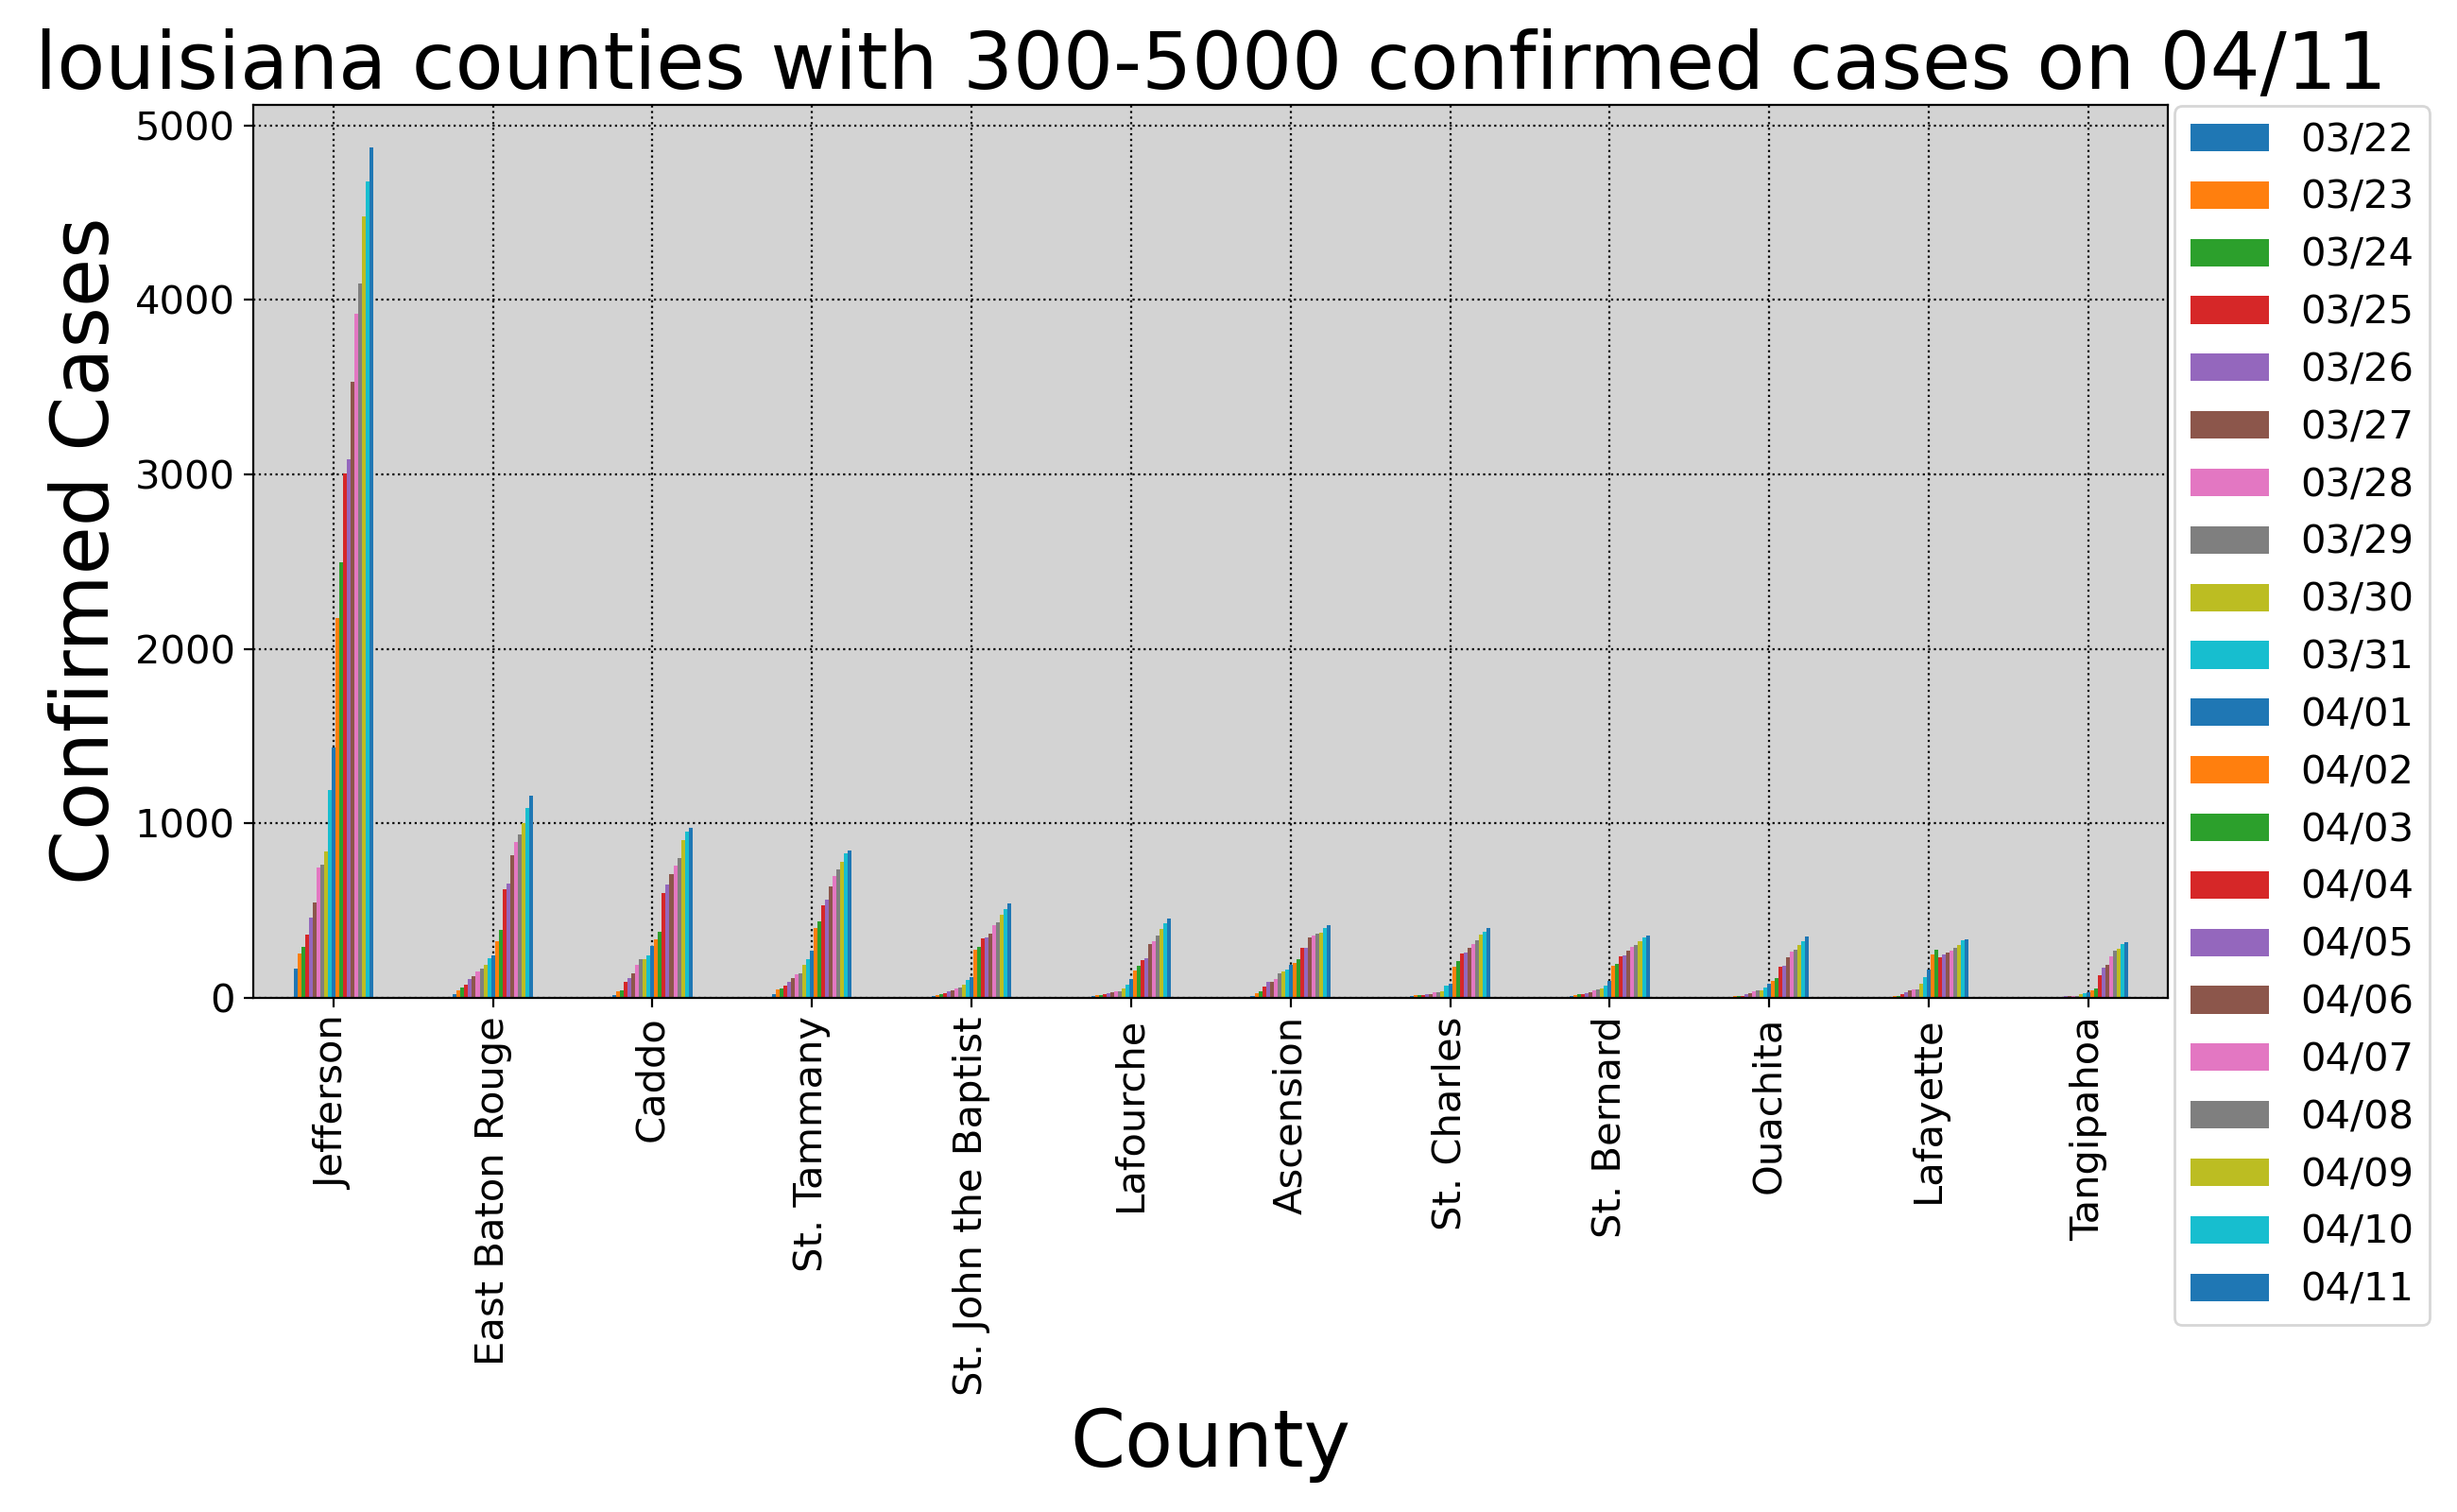 louisiana counties with 300-5000 confirmed cases on 04/11
Confirmed Cases
5000
4000
3000
2000
1000
0
Jefferson
East Baton Rouge
Caddo
St. Tammany
St. John the Baptist
Lafourche
Ascension
St. Charles
St. Bernard
Ouachita
Lafayette
Tangipahoa
County
03/22
03/23
03/24
03/25
03/26
03/27
03/28
03/29
03/30
03/31
04/01
04/02
04/03
04/04
04/05
04/06
04/07
04/08
04/09
04/10
04/11